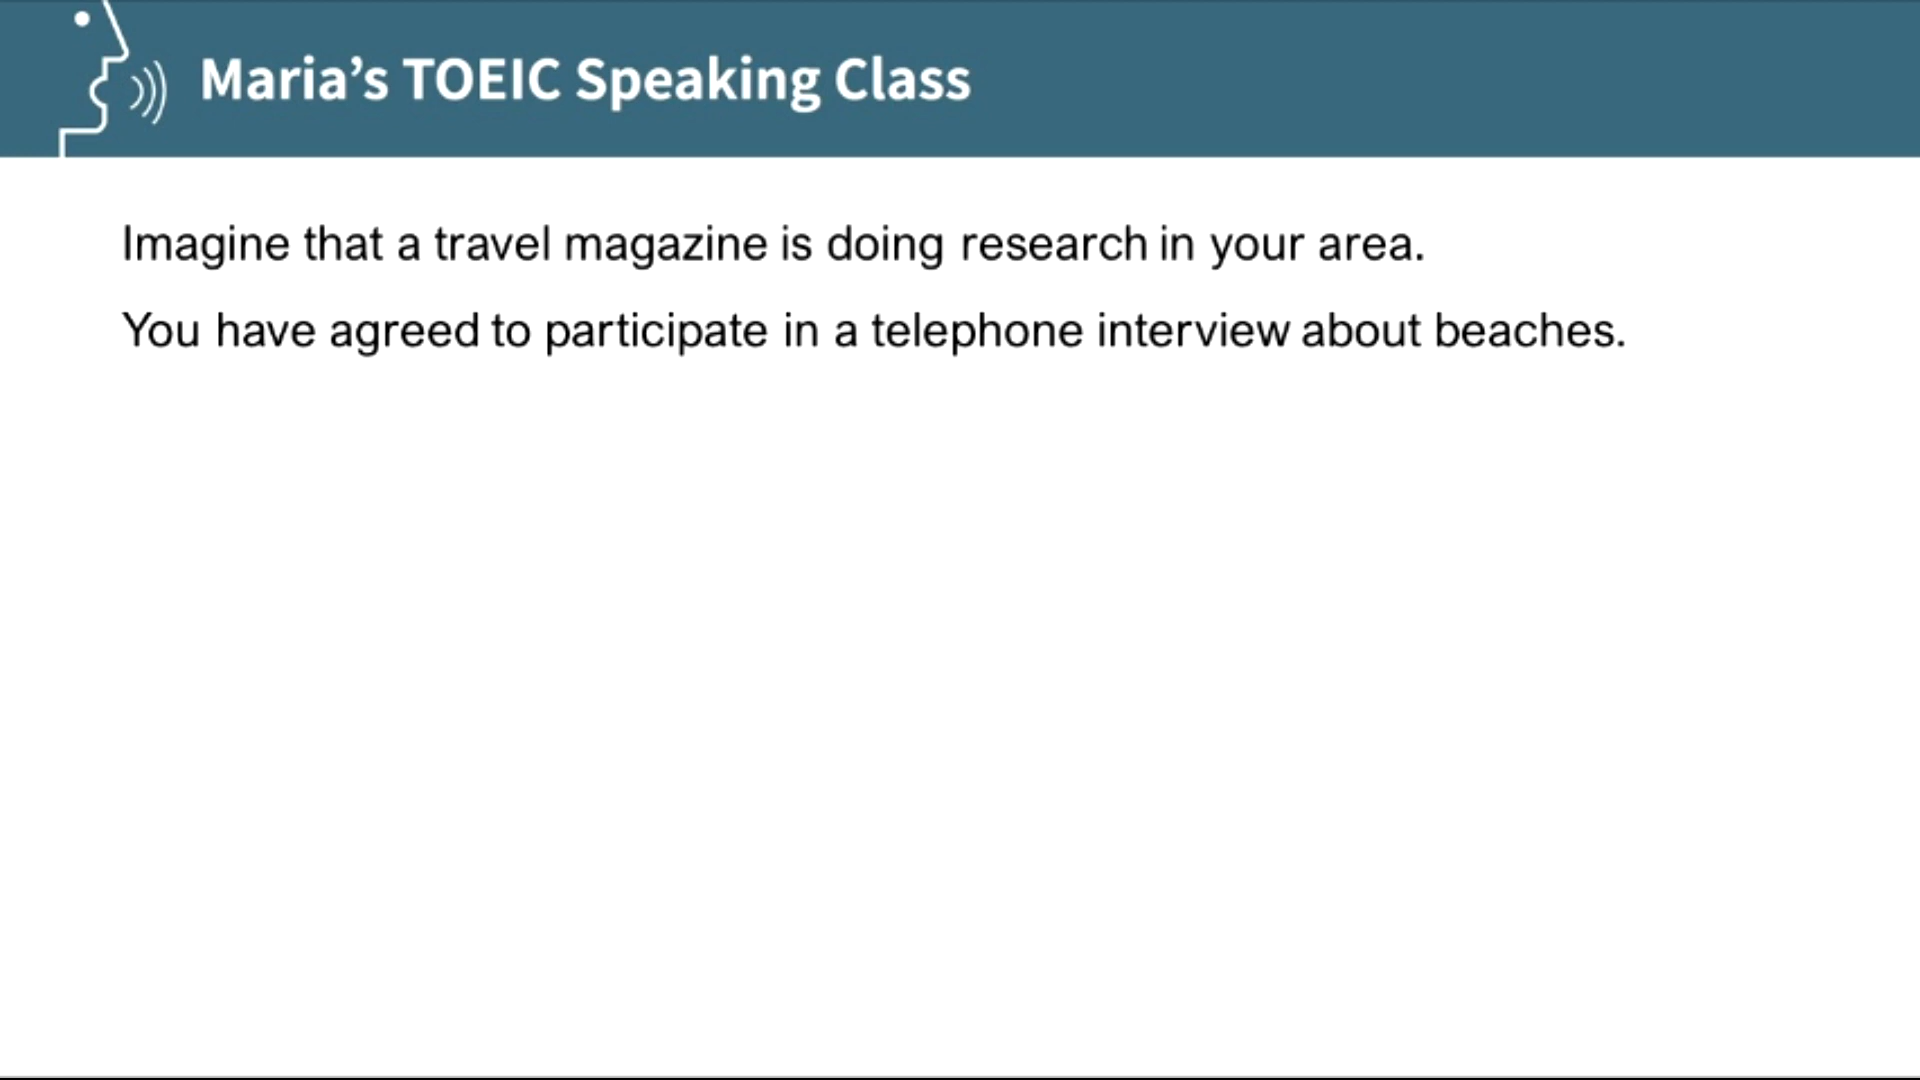 Maria’s TOEIC Speaking Class
Imagine that a travel magazine is doing research in your area.
You have agreed to participate in a telephone interview about beaches.